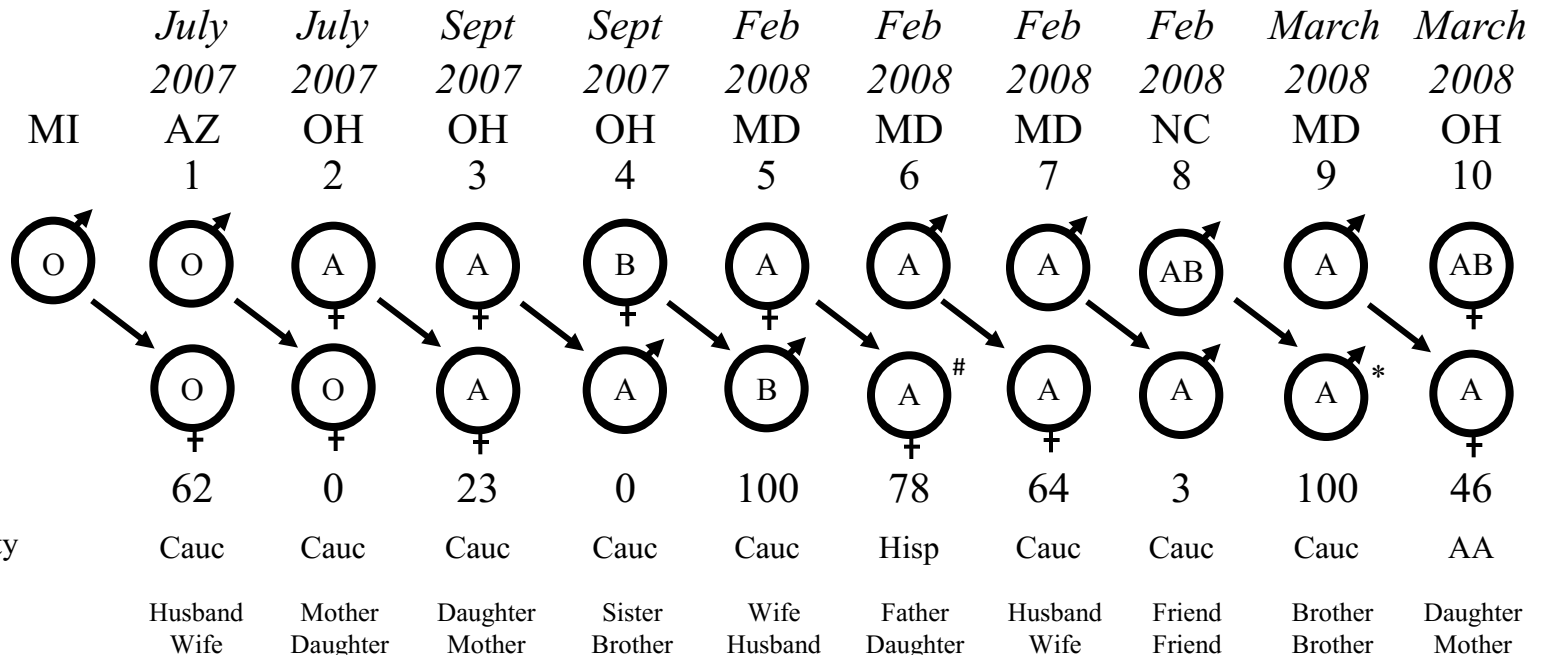 July July Sept Sept Feb Feb Feb Feb March March
2007 2007 2007 2007 2008 2008 2008 2008 2008 2008
MI AZ OH OH OH MD MD MD NC MD OH
1 2 3 4 5 6 7 8 9 10
O O A A B A A A AB A AB
O O A A B A # A A A * A
62 0 23 0 100 78 64 3 100 46
ty Cauc Cauc Cauc Cauc Cauc Hisp Cauc Cauc Cauc AA
Husband Mother Daughter Sister Wife Father Husband Friend Brother Daughter
Wife Daughter Mother Brother Husband Daughter Wife Friend Brother Mother